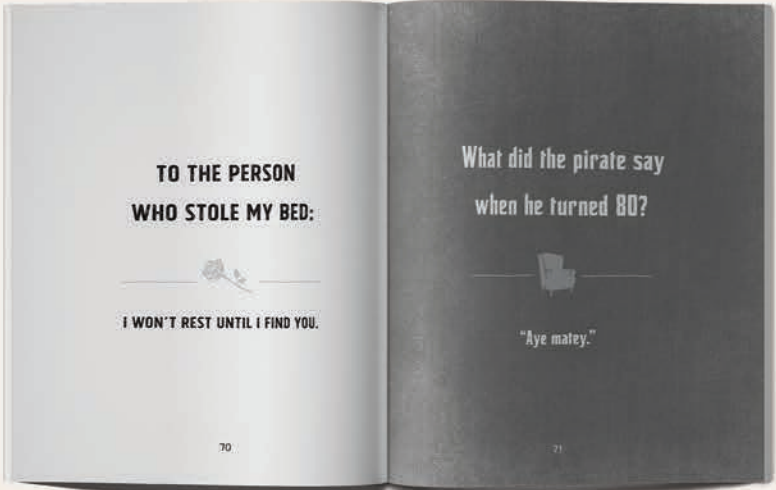 TO THE PERSON
WHO STOLE MY BED:
I WON'T REST UNTIL I FIND YOU.
70
What did the pirate say
when he turned 80?
“Aye matey.”
71